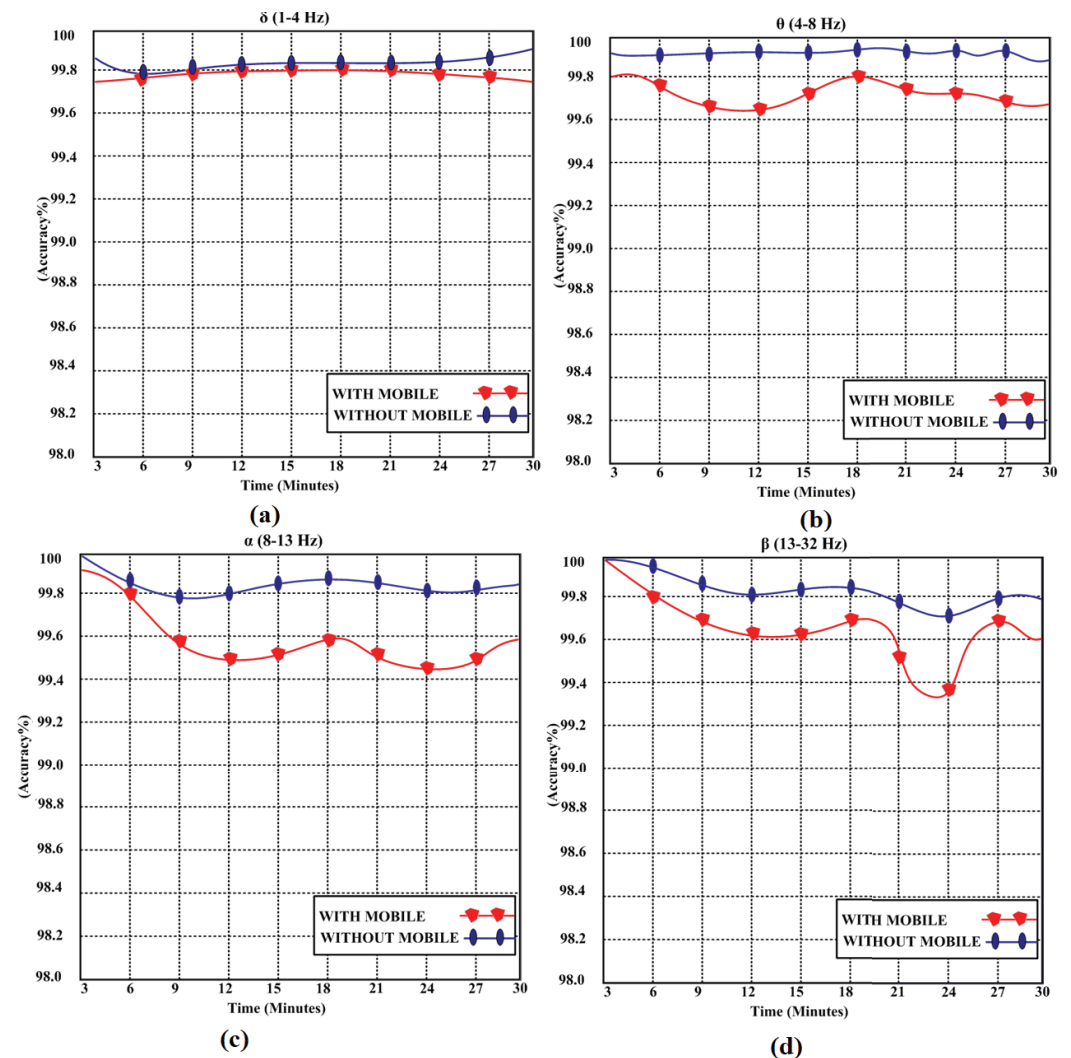 δ (1-4 Hz)
100
99.8
99.6
99.4
99.2
99.0
98.8
98.6
98.4
98.2
98.0
(Accuracy%)
WITH MOBILE
WITHOUT MOBILE
3 6 9 12 15 18 21 24 27 30
Time (Minutes)
(a)
θ (4-8 Hz)
100
99.8
99.6
99.4
99.2
99.0
98.8
98.6
98.4
98.2
98.0
(Accuracy%)
WITH MOBILE
WITHOUT MOBILE
3 6 9 12 15 18 21 24 27 30
Time (Minutes)
(b)
α (8-13 Hz)
100
99.8
99.6
99.4
99.2
99.0
98.8
98.6
98.4
98.2
98.0
(Accuracy%)
WITH MOBILE
WITHOUT MOBILE
3 6 9 12 15 18 21 24 27 30
Time (Minutes)
(c)
β (13-32 Hz)
100
99.8
99.6
99.4
99.2
99.0
98.8
98.6
98.4
98.2
98.0
(Accuracy%)
WITH MOBILE
WITHOUT MOBILE
3 6 9 12 15 18 21 24 27 30
Time (Minutes)
(d)